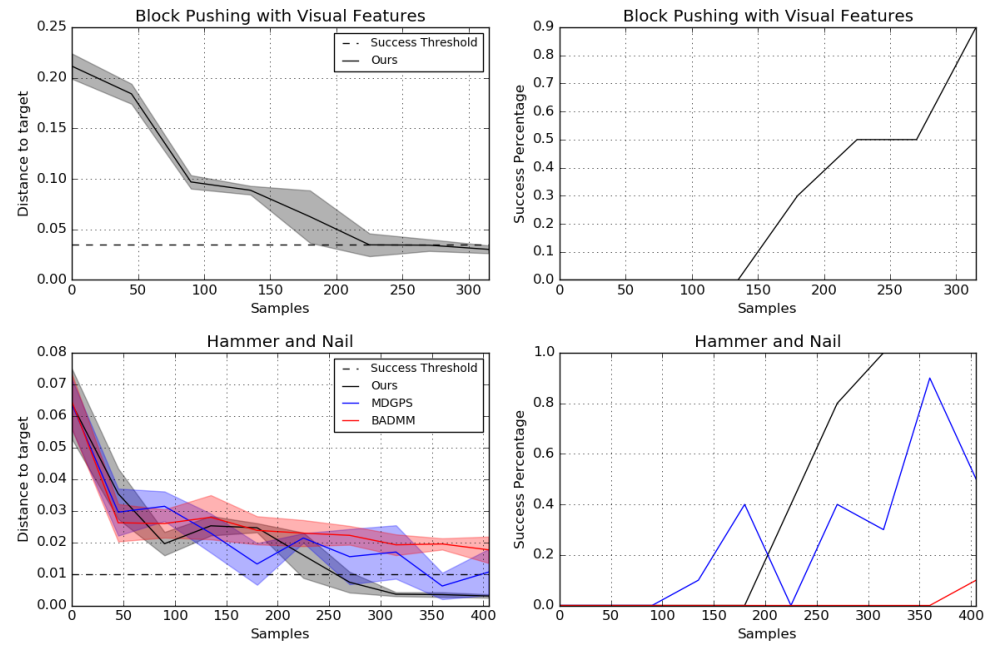 Block Pushing with Visual Features
0.25
0.20
0.15
0.10
0.05
0.00
Distance to target
Success Threshold
Ours
0 50 100 150 200 250 300
Samples
Block Pushing with Visual Features
0.9
0.8
0.7
0.6
0.5
0.4
0.3
0.2
0.1
0.0
Success Percentage
0 50 100 150 200 250 300
Samples
Hammer and Nail
0.08
0.07
0.06
0.05
0.04
0.03
0.02
0.01
0.00
Distance to target
Success Threshold
Ours
MDGPS
BADMM
0 50 100 150 200 250 300 350 400
Samples
Hammer and Nail
1.0
0.8
0.6
0.4
0.2
0.0
Success Percentage
0 50 100 150 200 250 300 350 400
Samples